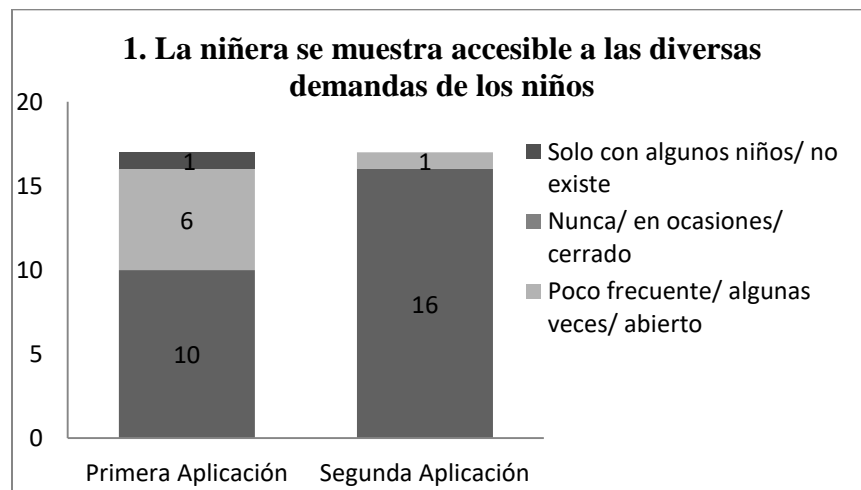 1. La niñera se muestra accesible a las diversas
demandas de los niños
20
15
10
5
0
1
6
10
1
16
Primera Aplicación
Segunda Aplicación
Solo con algunos niños/ no
existe
Nunca/ en ocasiones/
cerrado
Poco frecuente/ algunas
veces/ abierto